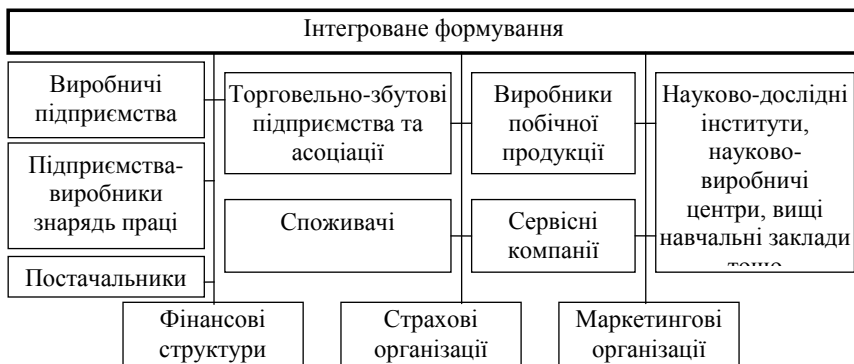 Інтегроване формування
Виробничі
підприємства
Торговельно-збутові
підприємства та
асоціації
Виробники
побічної
продукції
Науково-дослідні
інститути,
науково-
виробничі
центри, вищі
навчальні заклади
тощо
Підприємства-
виробники
знарядь праці
Споживачі
Сервісні
компанії
Постачальники
Фінансові
структури
Страхові
організації
Маркетингові
організації